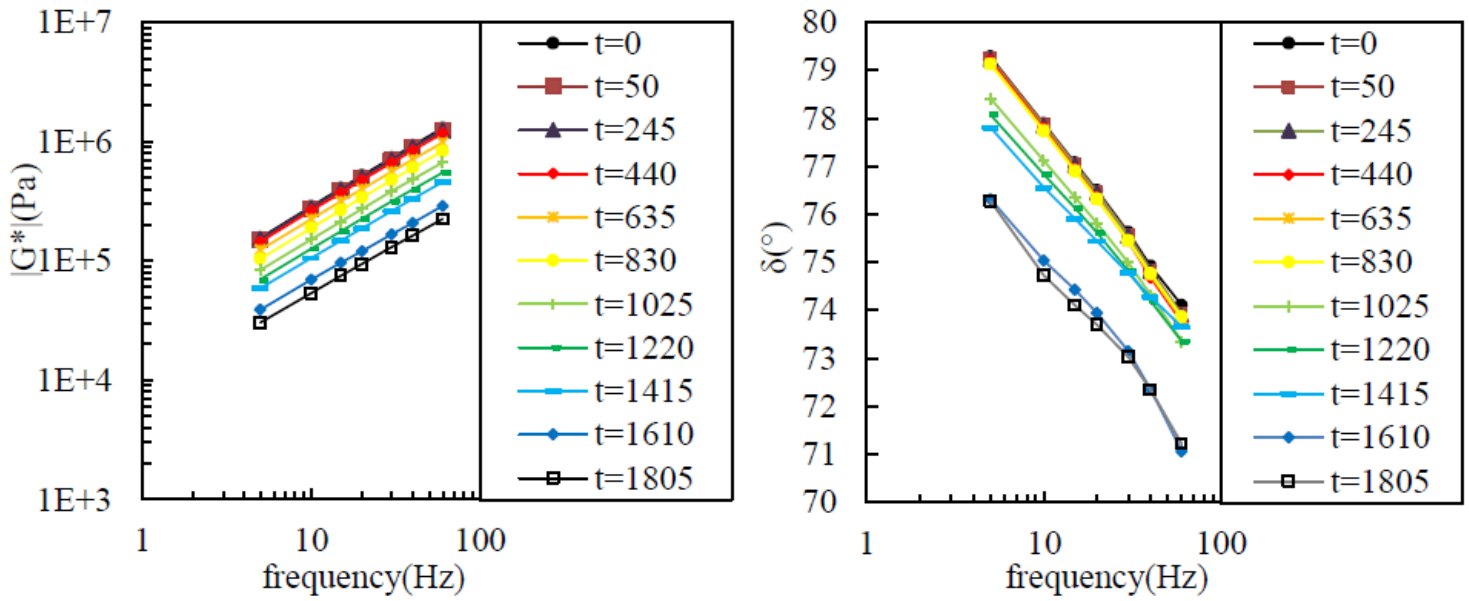 1E+7
1E+6
1E+5
1E+4
1E+3
|G*|(Pa)
1
10
100
frequency(Hz)
t=0
t=50
t=245
t=440
t=635
t=830
t=1025
t=1220
t=1415
t=1610
t=1805
80
79
78
77
76
75
74
73
72
71
70
δ(°)
1
10
100
frequency(Hz)
t=0
t=50
t=245
t=440
t=635
t=830
t=1025
t=1220
t=1415
t=1610
t=1805